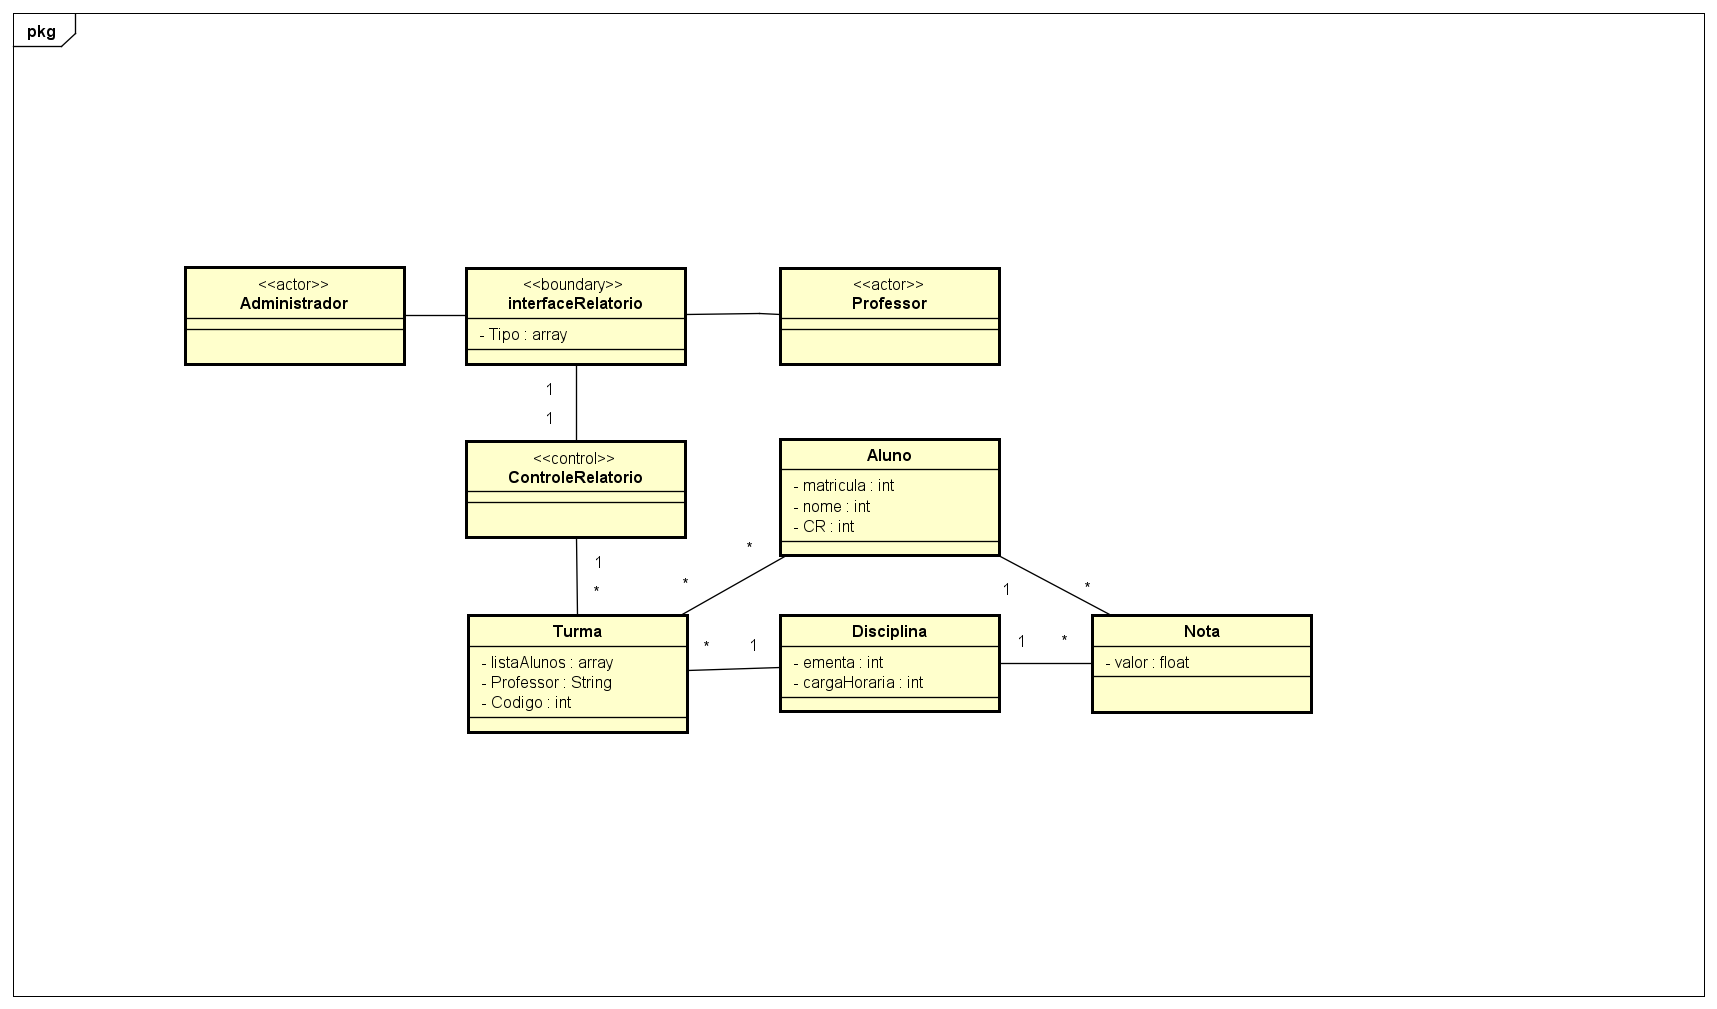 pkg
<<actor>>
Administrador
<<boundary>>
interfaceRelatorio
- Tipo : array
<<actor>>
Professor
1
1
<<control>>
ControleRelatorio
Aluno
- matricula : int
- nome : int
- CR : int
1
*
*
*
1
*
Turma
- listaAlunos : array
- Professor : String
- Codigo : int
*
1
Disciplina
- ementa : int
- cargaHoraria : int
1
*
Nota
- valor : float